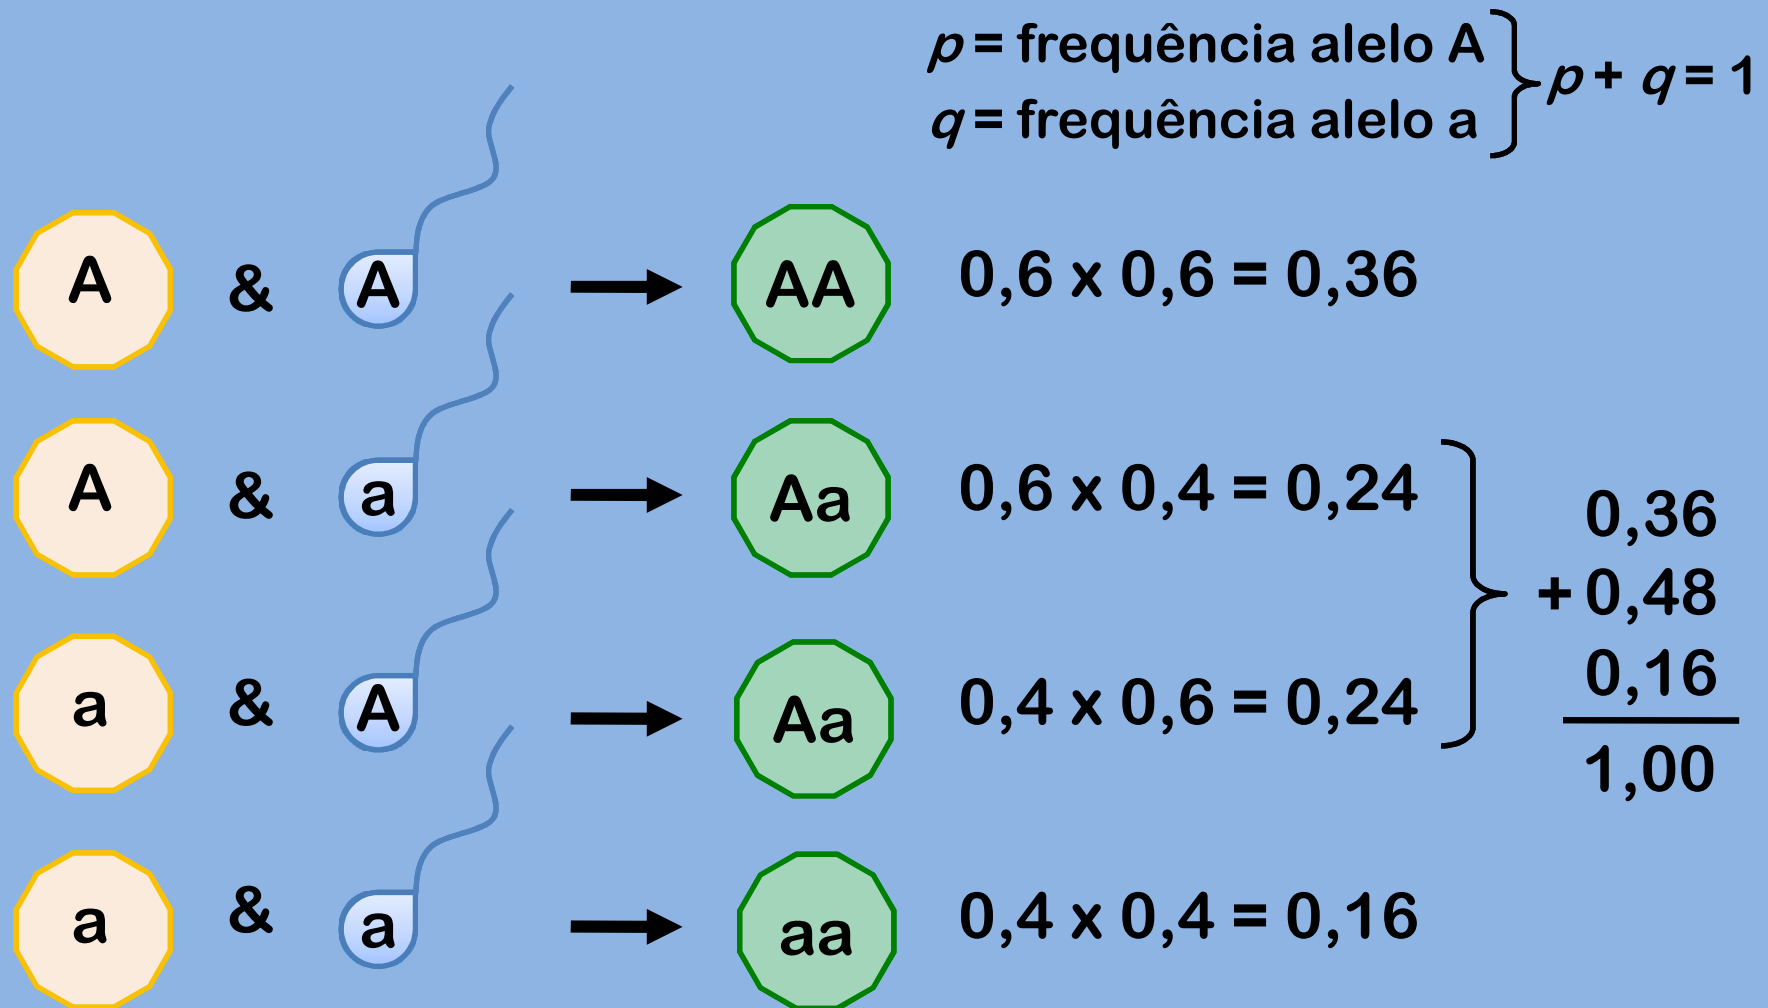 p = frequência alelo A
q = frequência alelo a
p + q = 1
A & A AA 0,6 x 0,6 = 0,36
A & a Aa 0,6 x 0,4 = 0,24
a & A Aa 0,4 x 0,6 = 0,24
a & a aa 0,4 x 0,4 = 0,16
0,36
+ 0,48
0,16
1,00